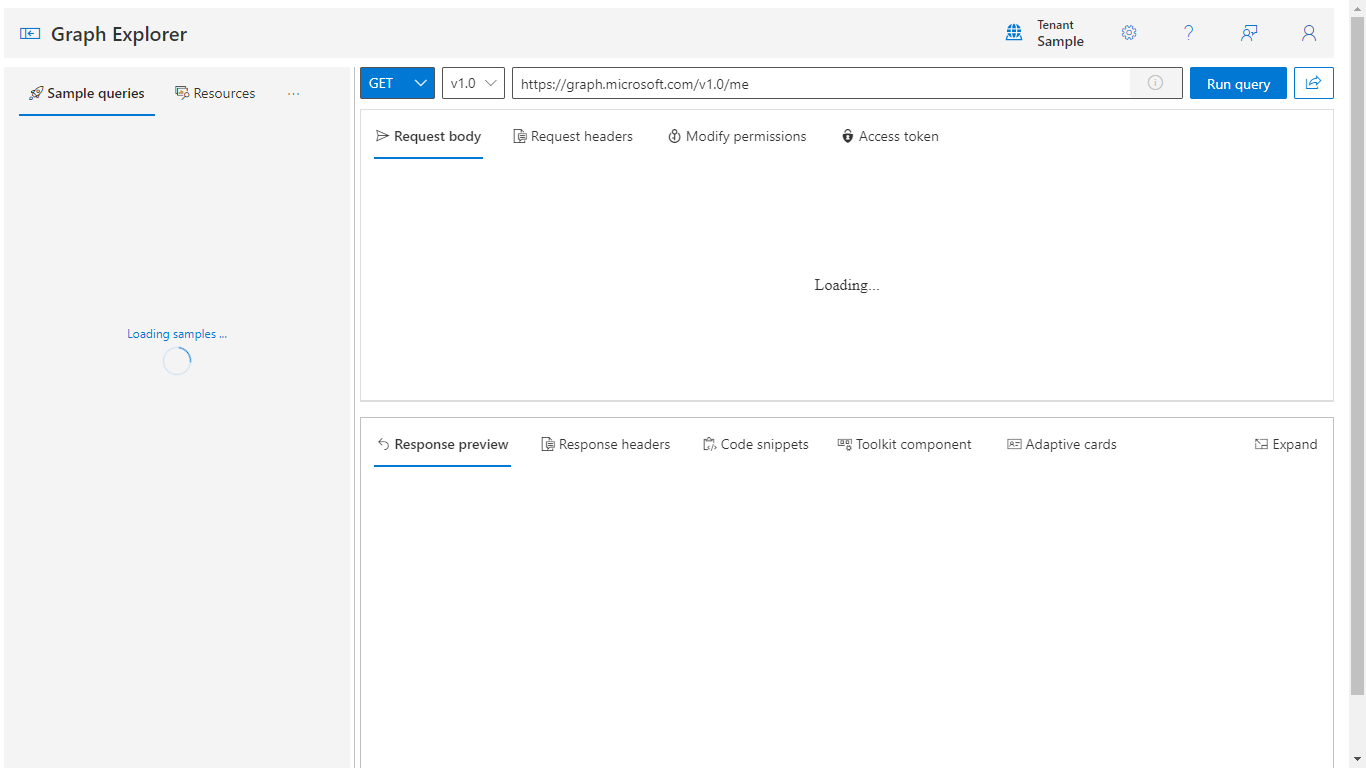 Graph Explorer
Tenant
Sample
?
Sample queries
Resources
...
GET
v1.0
https://graph.microsoft.com/v1.0/me
Run query
Request body
Request headers
Modify permissions
Access token
Loading...
Loading samples ...
Response preview
Response headers
Code snippets
Toolkit component
Adaptive cards
Expand